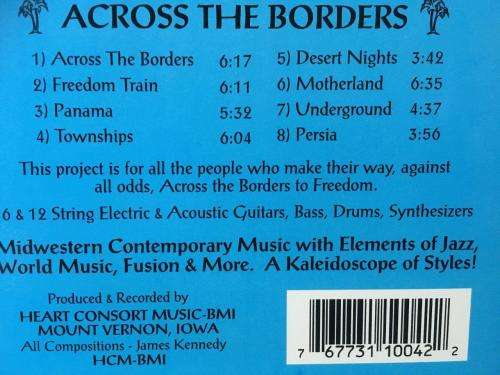 ACROSS THE BORDERS
1) Across The Borders 6:17
2) Freedom Train 6:11
3) Panama 5:32
4) Townships 6:04
5) Desert Nights 3:42
6) Motherland 6:35
7) Underground 4:37
8) Persia 3:56
This project is for all the people who make their way, against
all odds, Across the Borders to Freedom.
6 & 12 String Electric & Acoustic Guitars, Bass, Drums, Synthesizers
Midwestern Contemporary Music with Elements of Jazz,
World Music, Fusion & More. A Kaleidoscope of Styles!
Produced & Recorded by
HEART CONSORT MUSIC-BMI
MOUNT VERNON, IOWA
All Compositions - James Kennedy
HCM-BMI
7 67731 10042 2